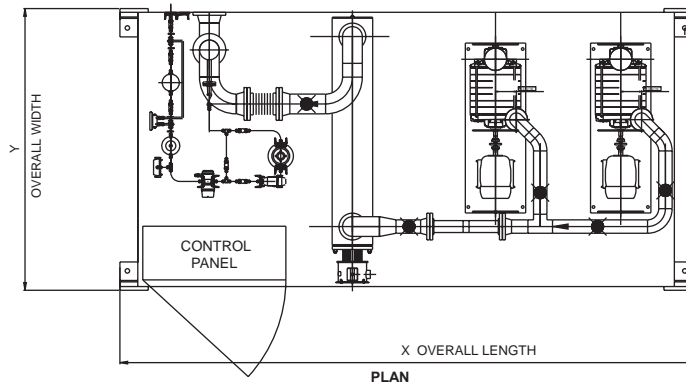 Y
OVERALL WIDTH
CONTROL
PANEL
X OVERALL LENGTH
PLAN